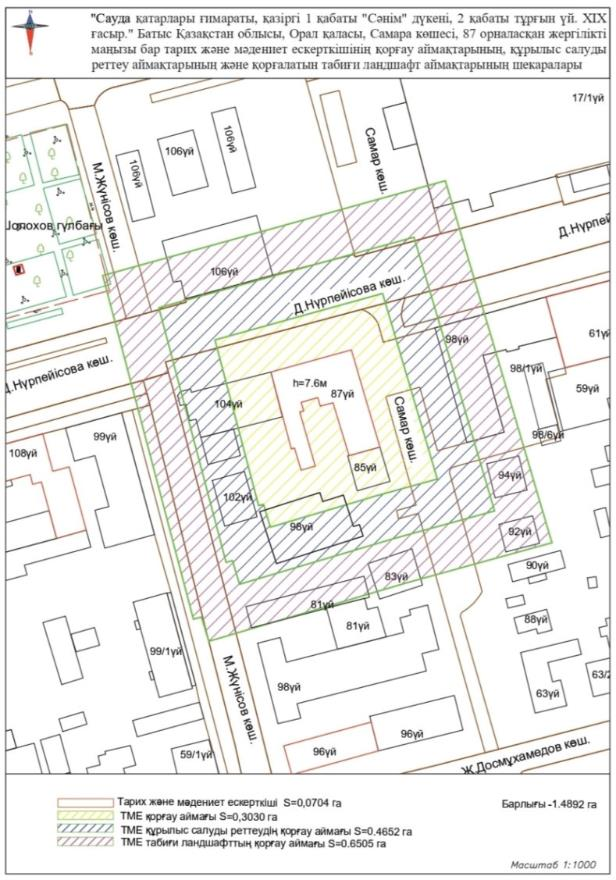 "Сауда қатарлары ғимараты, қазіргі 1 қабаты "Сәнім" дүкені, 2 қабаты тұрғын үй. XIX
ғасыр." Батыс Қазақстан облысы, Орал қаласы, Самара көшесі, 87 орналасқан жергілікті
маңызы бар тарих және мәдениет ескерткішінің қорғау аймақтарының, құрылыс салуды
реттеу аймақтарының және қорғалатын табиғи ландшафт аймақтарының шекаралары
17/1үй
106үй
106үй
106үй
Самар көш.
М.Жүнісов көш.
Шолохов гүлбағы
Д.Нұрпе
106үй
Д.Нұрпейісова көш.
98үй
61ү
Д.Нұрпейісова көш.
h=7.6м
87үй
98/1үй
59үй
104үй
Самар көш.
99үй
98/6үй
108үй
85үй
94үй
102үй
98үй
92үй
90үй
83үй
81үй
88үй
81үй
99/1үй
М.Жүнісов көш.
98үй
63үй
63/2
96үй
59/1үй
96үй
Ж.Досмұхамедов көш.
Тарих және мәдениет ескерткіші S=0,0704 га
Барлығы -1.4892 га
ТМЕ қорғау аймағы S=0,3030 га
ТМЕ құрылыс салуды реттеудің қорғау аймағы S=0.4652 га
ТМЕ табиғи ландшафттың қорғау аймағы S=0.6505 га
Масштаб 1:1000